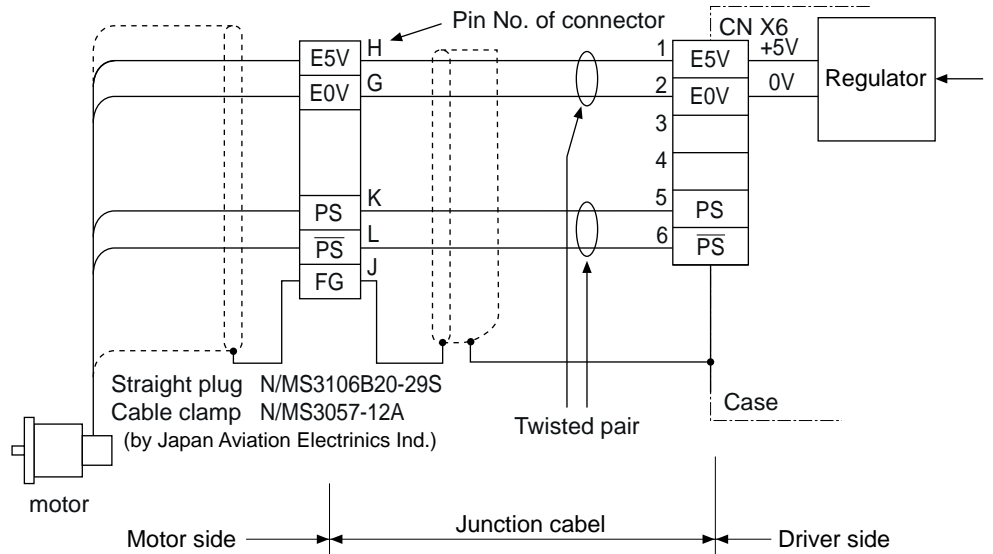 Pin No. of connector
CN X6
E5V
H
1
E5V
+5V
E0V
G
2
E0V
0V
Regulator
3
4
PS
K
5
PS
PS
L
6
PS
FG
J
Straight plug N/MS3106B20-29S
Cable clamp N/MS3057-12A
(by Japan Aviation Electrinics Ind.)
Twisted pair
Case
motor
Motor side
Junction cabel
Driver side